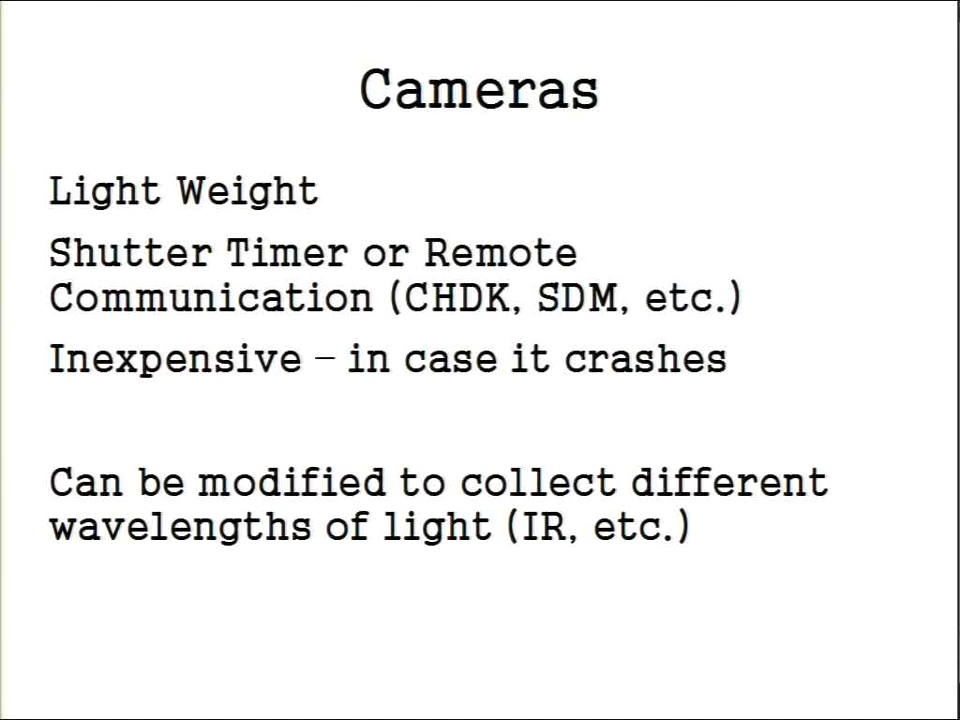 Cameras
Light Weight
Shutter Timer or Remote
Communication (CHDK, SDM, etc.)
Inexpensive – in case it crashes
Can be modified to collect different
wavelengths of light (IR, etc.)